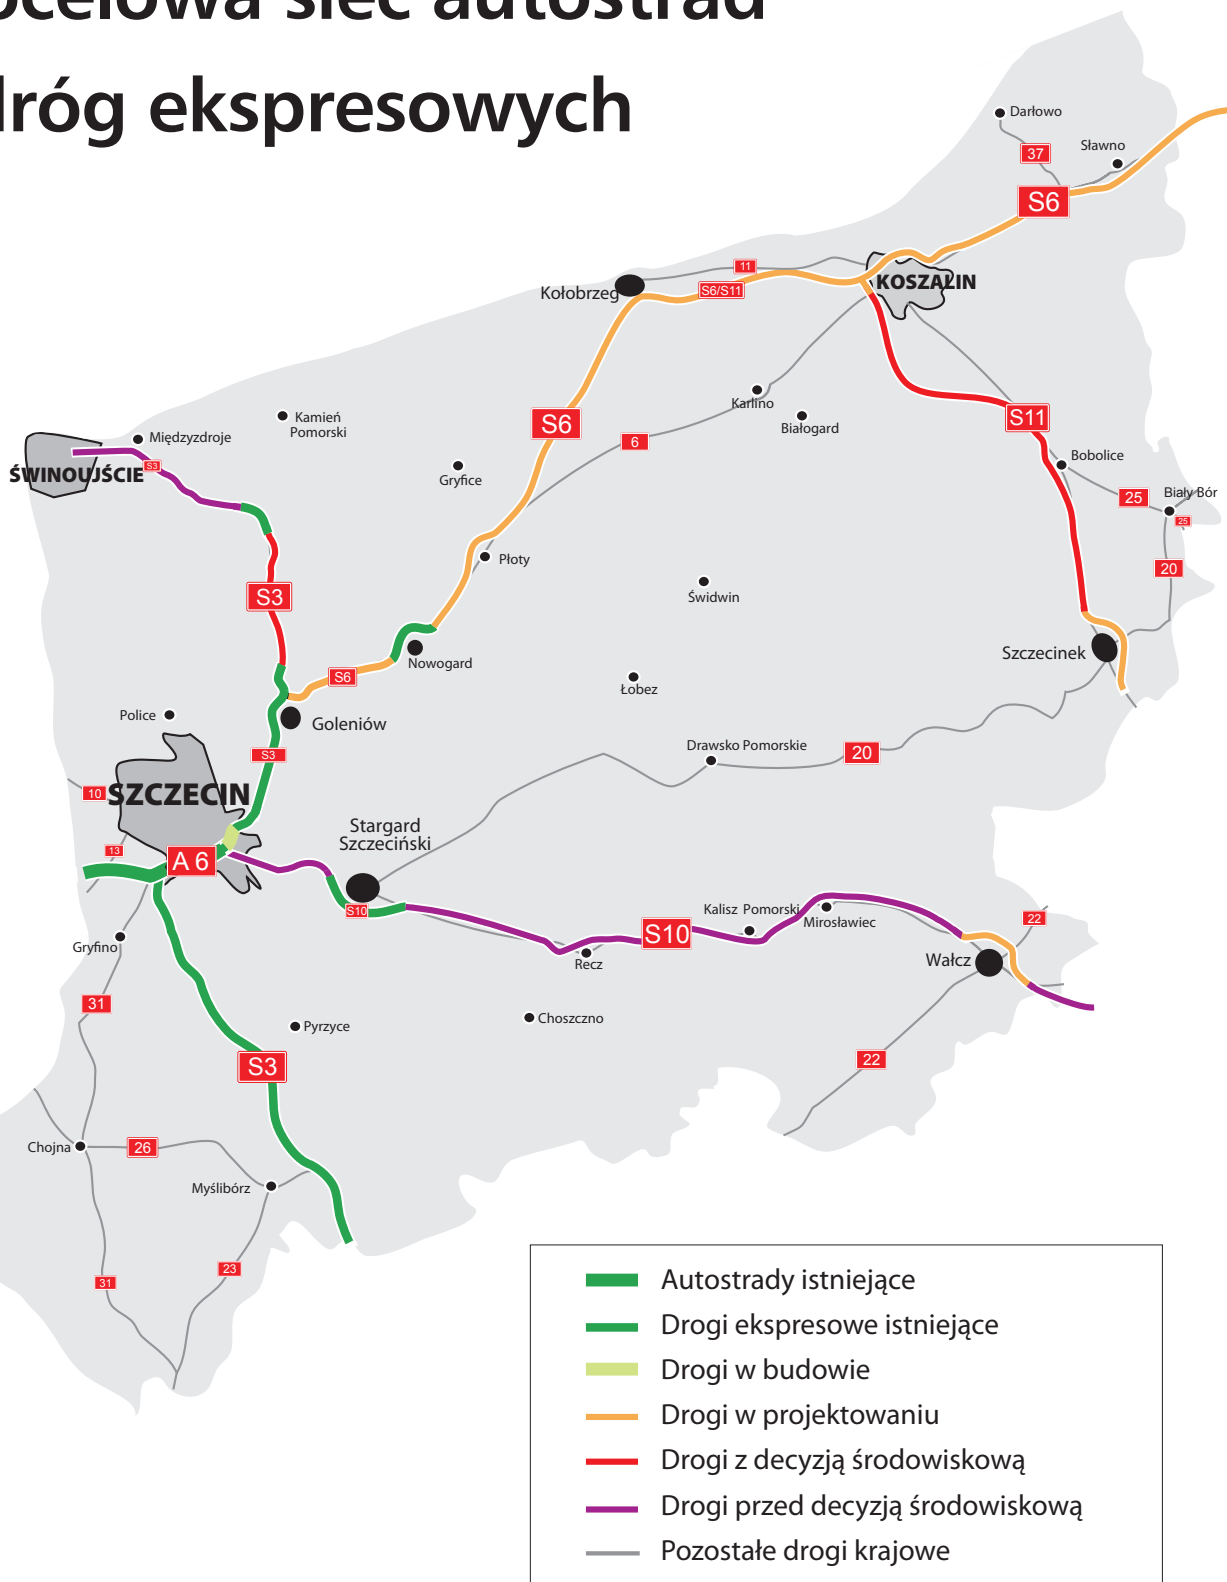 ocelowa sieć autostrad
dróg ekspresowych
Darłowo
37
Sławno
S6
11
Kołobrzeg
S6/S11
KOSZALIN
Karlino
Białogard
S6
6
S11
Kamień
Pomorski
Międzyzdroje
S3
ŚWINOUJŚCIE
Gryfice
Bobolice
25
Biały Bór
25
20
Płoty
Świdwin
S3
Nowogard
S6
Łobez
Szczecinek
Police
Goleniów
S3
Drawsko Pomorskie
20
10
SZCZECIN
Stargard
Szczeciński
13
A 6
S10
Kalisz Pomorski
Mirosławiec
22
S10
Gryfino
Recz
Wałcz
31
Choszczno
Pyrzyce
22
S3
Chojna
26
Myślibórz
31
23
Autostrady istniejące
Drogi ekspresowe istniejące
Drogi w budowie
Drogi w projektowaniu
Drogi z decyzją środowiskową
Drogi przed decyzją środowiskową
Pozostałe drogi krajowe